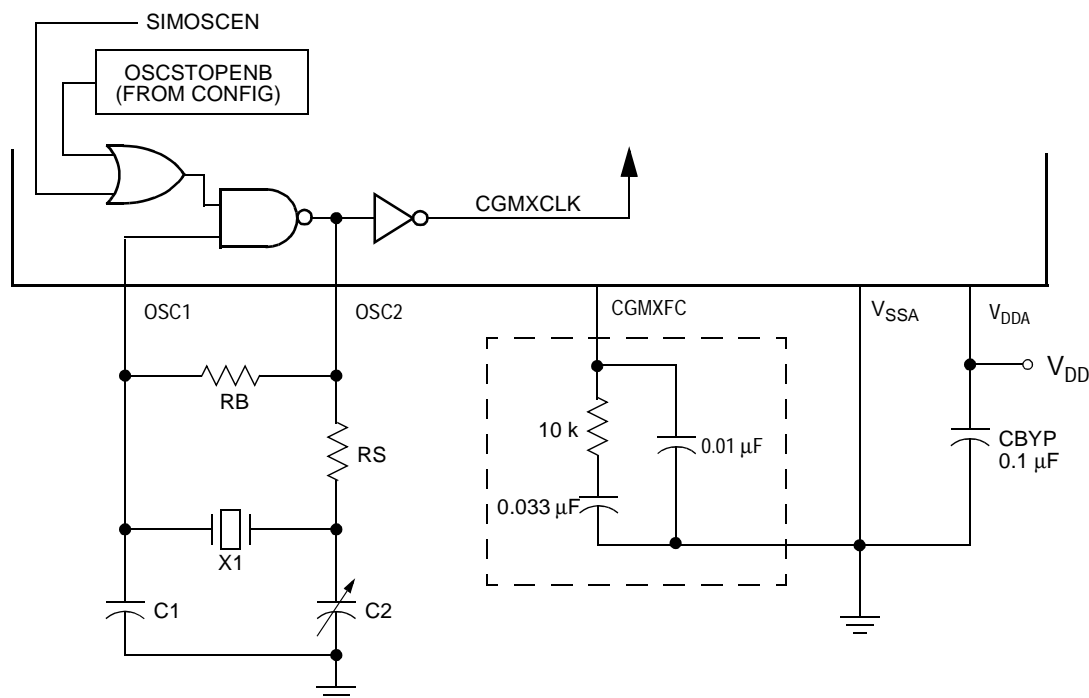 SIMOSCEN
OSCSTOPENB
(FROM CONFIG)
CGMXCLK
OSC1
OSC2
CGMXFC
VSSA
VDDA
VDD
RB
10 k
0.01 µF
CBYP
0.1 µF
RS
0.033 µF
X1
C1
C2